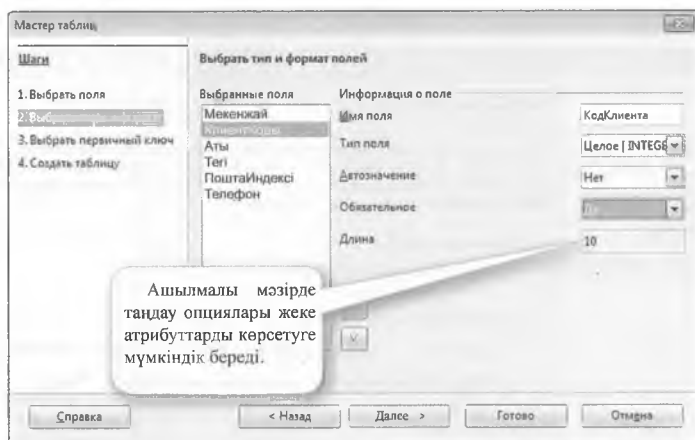 Мастер таблиц
Шаги
Выбрать тип и формат полей
1. Выбрать поля
3. Выбрать первичный ключ
4. Создать таблицу
Выбранные поля
Мекенжай
Аты
Тегі
ПоштаИндексі
Телефон
Информация о поле
Имя поля
КодКлиента
Тип поля
Целое [ INTEGE
Автозначение
Нет
Обязательное
Длина
10
Ашылмалы мәзірде
таңдау опциялары жеке
атрибуттарды көрсетуге
мүмкіндік береді.
Справка
< Назад
Далее >
Готово
Отмена